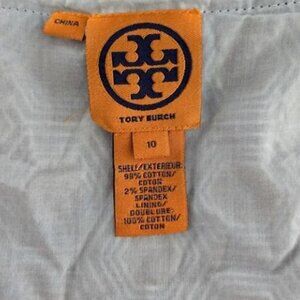 CHINA
TORY BURCH
10
SHELL/EXTERIEUR:
98% COTTON/
COTON
2% SPANDEX/
SPANDEX
LINING/
DOUBLURE:
100% COTTON/
COTON